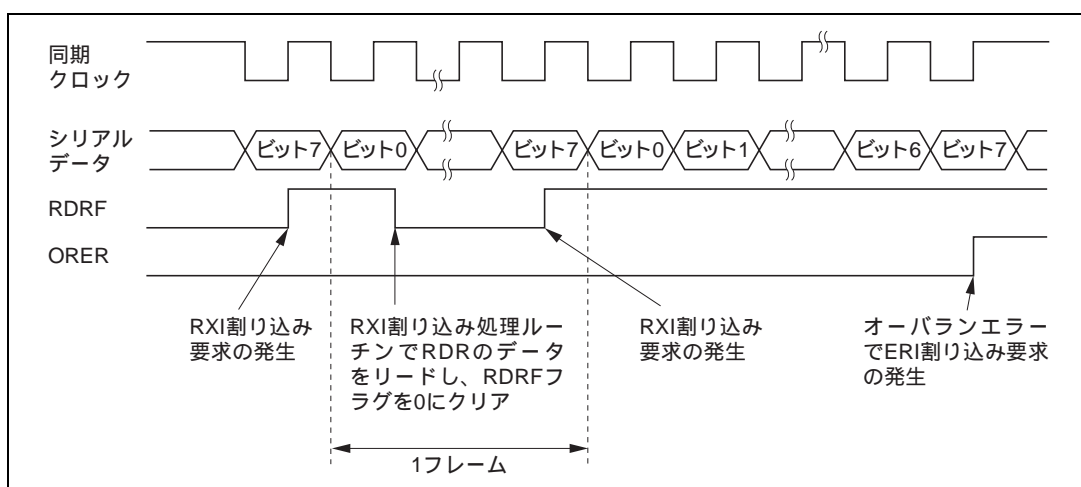 同期
クロック
シリアル
データ
ビット7
ビット0
ビット7
ビット0
ビット1
ビット6
ビット7
RDRF
ORER
RXI割り込み
要求の発生
RXI割り込み処理ルー
チンでRDRのデータ
をリードし、RDRFフ
ラグを0にクリア
RXI割り込み
要求の発生
オーバランエラー
でERI割り込み要求
の発生
1フレーム